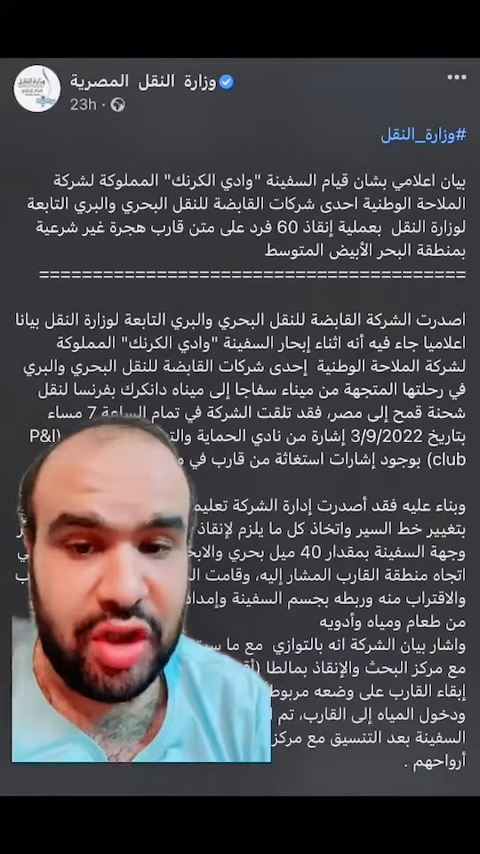 وزارة النقل المصرية
23h
#وزارة_النقل
بيان اعلامي بشان قيام السفينة "وادي الكرنك" المملوكة لشركة
الملاحة الوطنية احدى شركات القابضة للنقل البحري والبري التابعة
لوزارة النقل بعملية إنقاذ 60 فرد على متن قارب هجرة غير شرعية
بمنطقة البحر الأبيض المتوسط
========================================
اصدرت الشركة القابضة للنقل البحري والبري التابعة لوزارة النقل بيانا
اعلاميا جاء فيه أنه اثناء إبحار السفينة "وادي الكرنك" المملوكة
لشركة الملاحة الوطنية إحدى شركات القابضة للنقل البحري والبري
في رحلتها المتجهة من ميناء سفاجا إلى ميناه دانكرك بفرنسا لنقل
شحنة قمح إلى مصر، فقد تلقت الشركة في تمام الساعة 7 مساء
بتاريخ 3/9/2022 إشارة من نادي الحماية (P&I
club) بوجود إشارات استغاثة من قارب في
وبناء عليه فقد أصدرت إدارة الشركة
بتغيير خط السير واتخاذ كل ما يلزم لإنقاذ
وجهة السفينة بمقدار 40 ميل بحري
اتجاه منطقة القارب المشار إليه، وقامت
والاقتراب منه وربطه بجسم السفينة
من طعام ومياه وأدويه
واشار بيان الشركة انه بالتوازي مع ما
مع مركز البحث والإنقاذ بمالطا
إبقاء القارب على وضعه
ودخول المياه إلى القارب، تم
السفينة بعد التنسيق مع مركز
أرواحهم .